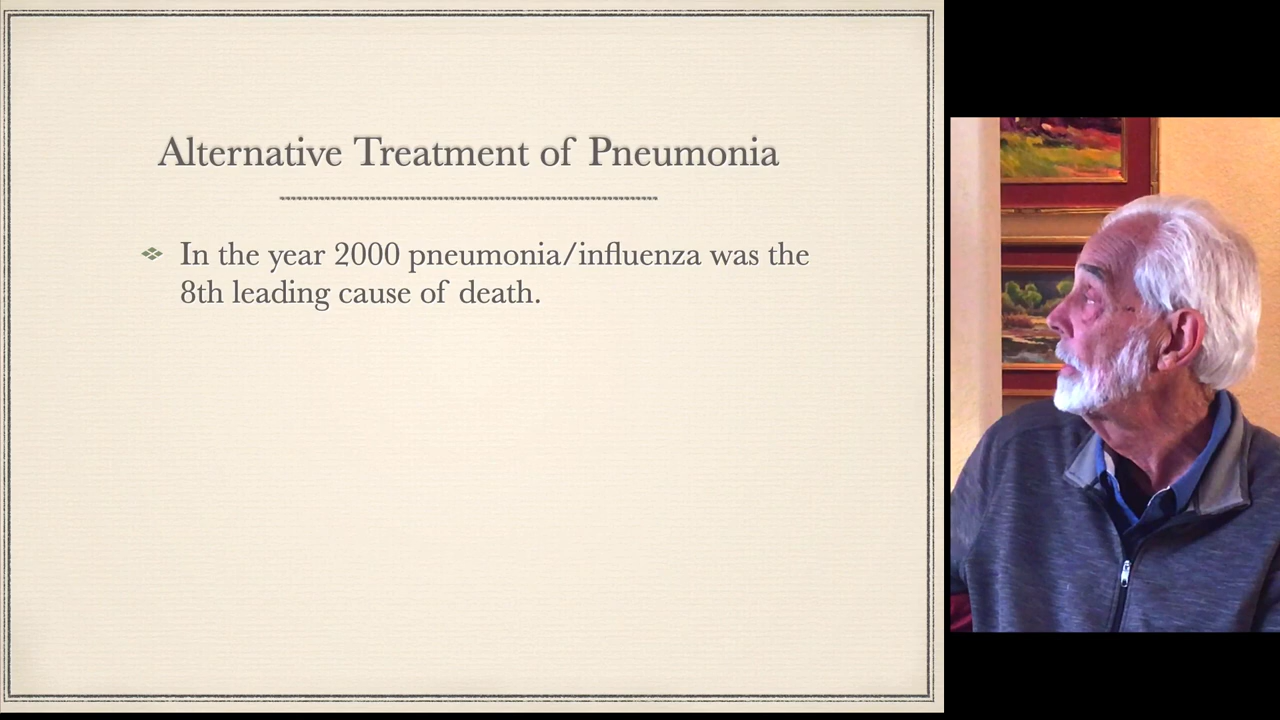 Alternative Treatment of Pneumonia
In the year 2000 pneumonia/influenza was the
8th leading cause of death.